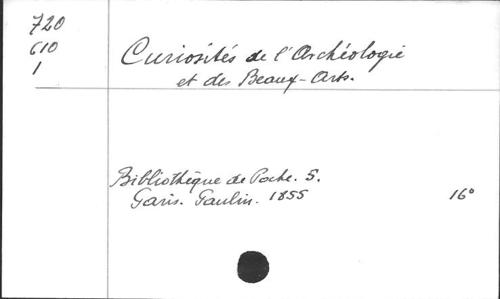 720
610
1
Curiosités de l'Archéologie
et des Beaux-Arts.
Bibliothèque de Poche. 5.
Paris. Paulin. 1855
16°